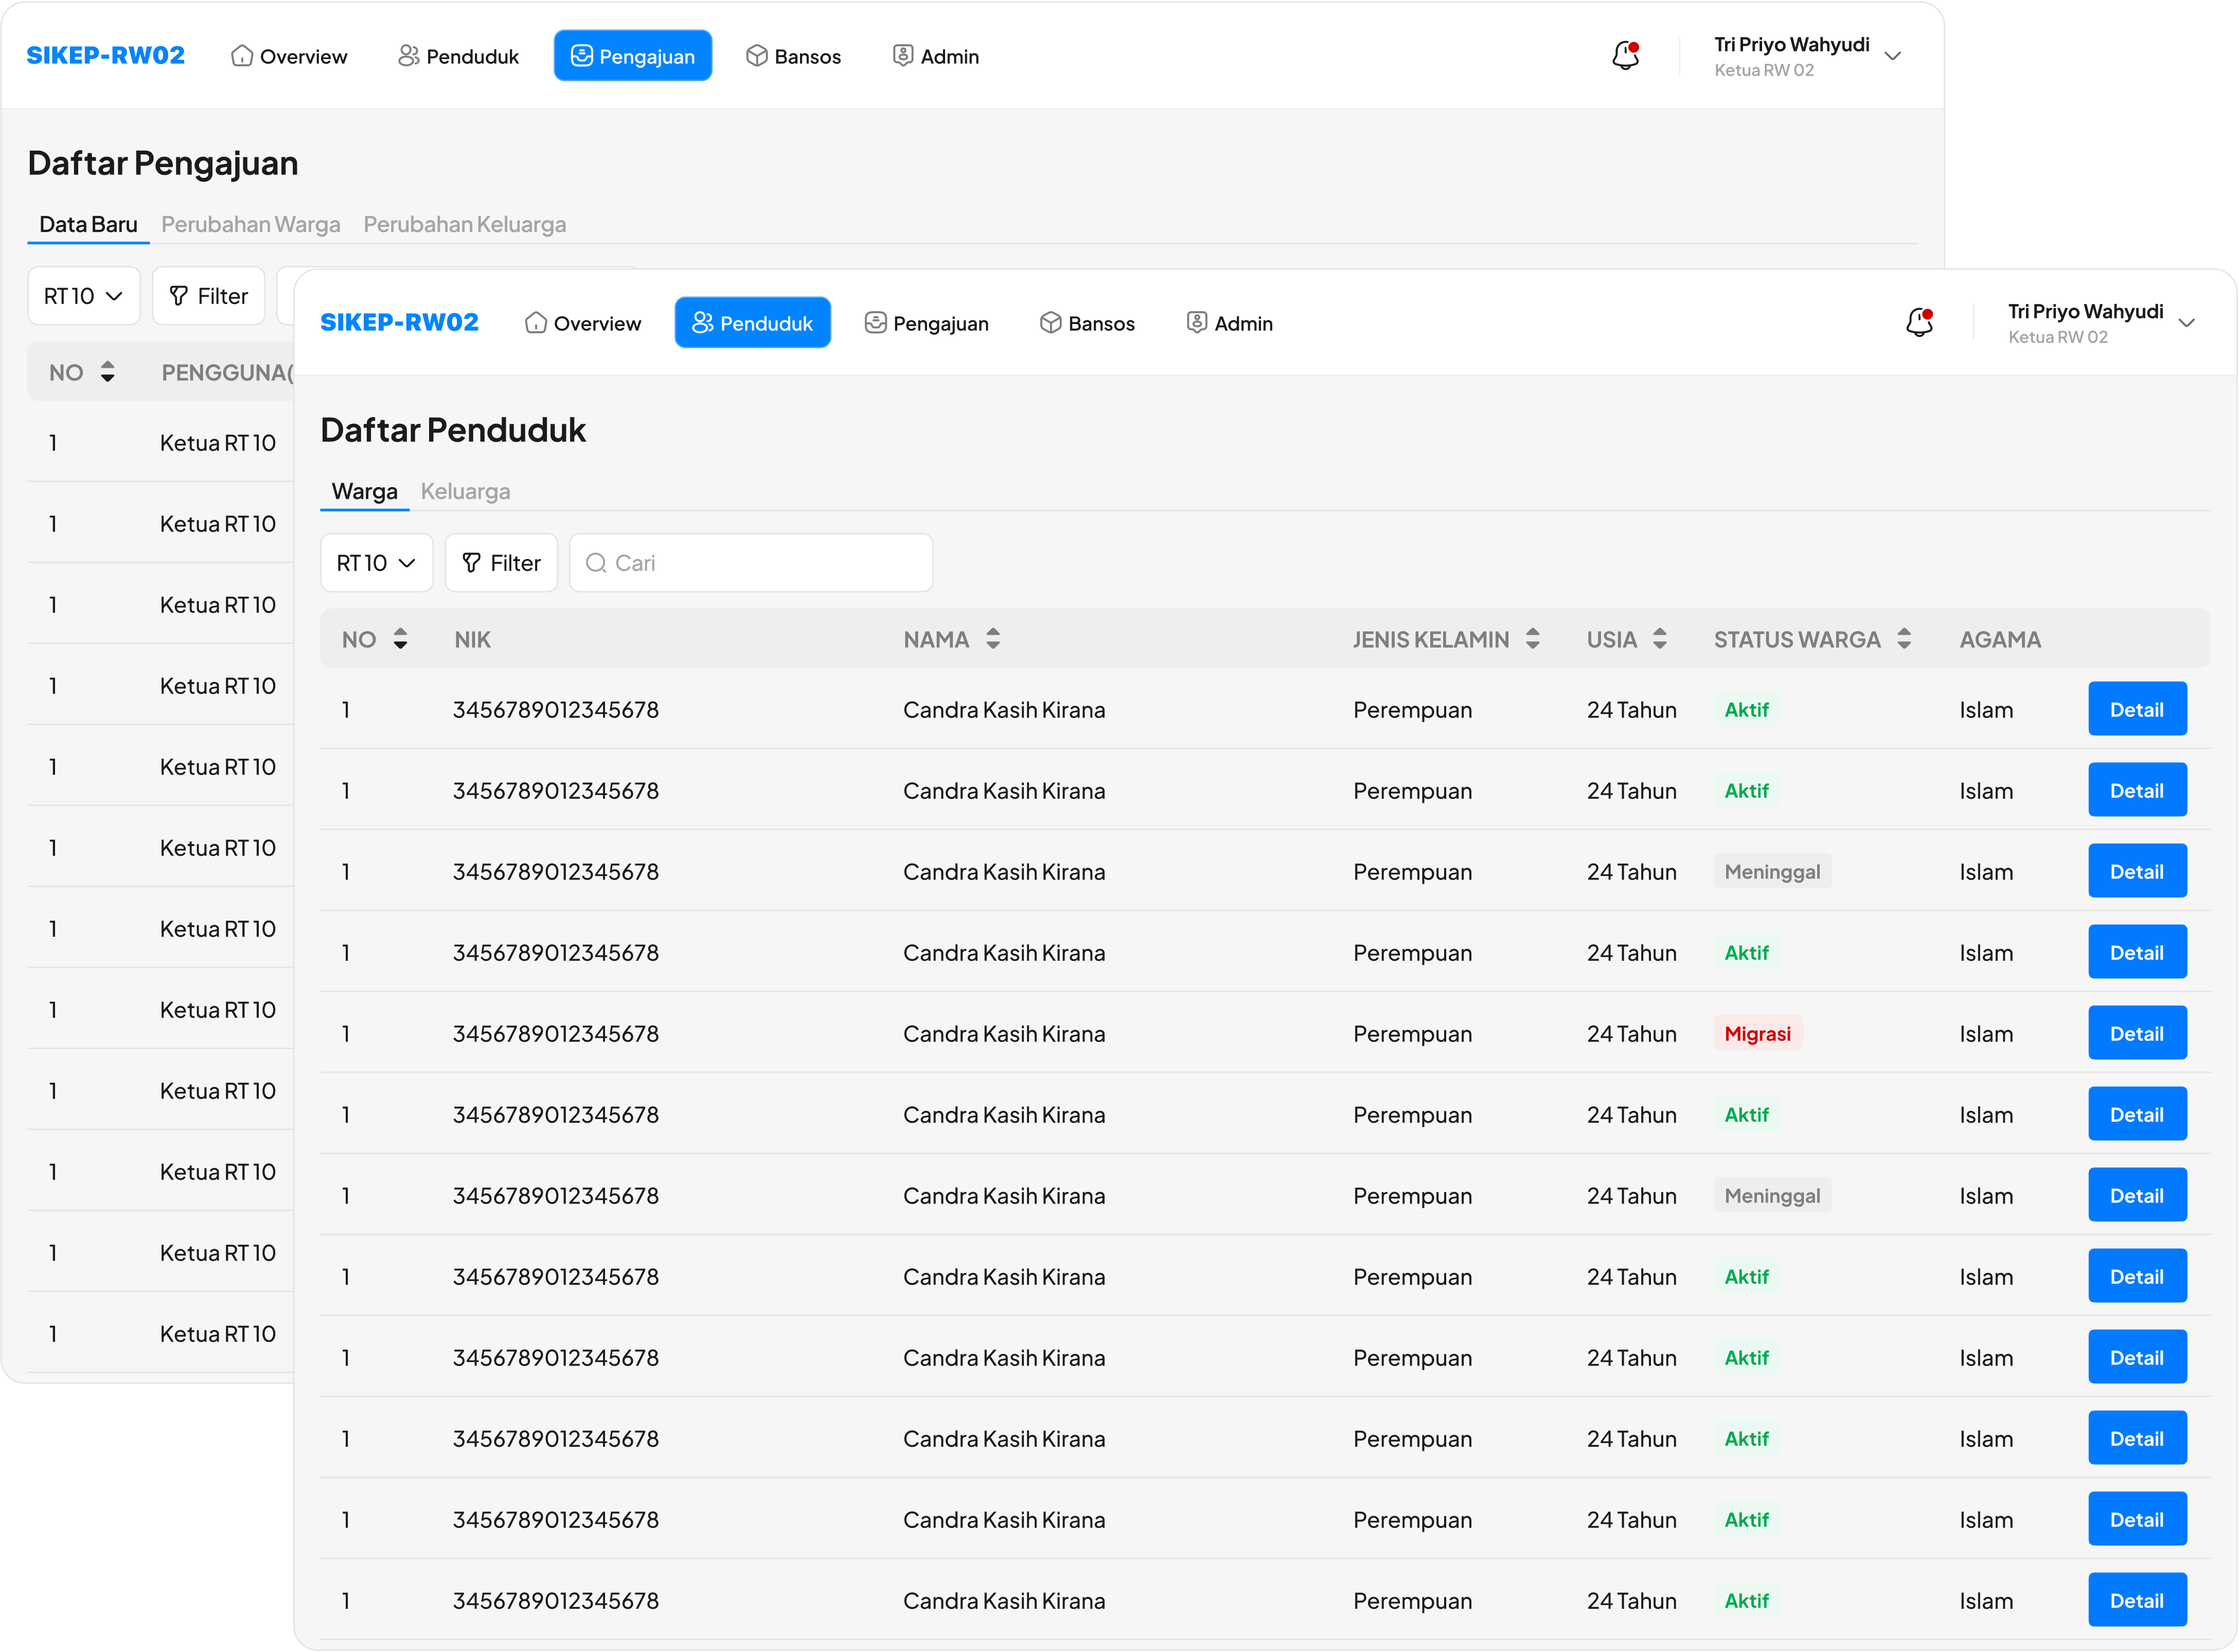 SIKEP-RW02 Overview Penduduk Pengajuan Bansos Admin Tri Priyo Wahyudi
Ketua RW 02
Daftar Pengajuan
Data Baru Perubahan Warga Perubahan Keluarga
RT 10 Filter
NO PENGGUNA(
1 Ketua RT 10
1 Ketua RT 10
1 Ketua RT 10
1 Ketua RT 10
1 Ketua RT 10
1 Ketua RT 10
1 Ketua RT 10
1 Ketua RT 10
1 Ketua RT 10
1 Ketua RT 10
1 Ketua RT 10
1 Ketua RT 10
SIKEP-RW02 Overview Penduduk Pengajuan Bansos Admin Tri Priyo Wahyudi
Ketua RW 02
Daftar Penduduk
Warga Keluarga
RT 10 Filter Cari
NO NIK NAMA JENIS KELAMIN USIA STATUS WARGA AGAMA
1 3456789012345678 Candra Kasih Kirana Perempuan 24 Tahun Aktif Islam Detail
1 3456789012345678 Candra Kasih Kirana Perempuan 24 Tahun Aktif Islam Detail
1 3456789012345678 Candra Kasih Kirana Perempuan 24 Tahun Meninggal Islam Detail
1 3456789012345678 Candra Kasih Kirana Perempuan 24 Tahun Aktif Islam Detail
1 3456789012345678 Candra Kasih Kirana Perempuan 24 Tahun Migrasi Islam Detail
1 3456789012345678 Candra Kasih Kirana Perempuan 24 Tahun Aktif Islam Detail
1 3456789012345678 Candra Kasih Kirana Perempuan 24 Tahun Meninggal Islam Detail
1 3456789012345678 Candra Kasih Kirana Perempuan 24 Tahun Aktif Islam Detail
1 3456789012345678 Candra Kasih Kirana Perempuan 24 Tahun Aktif Islam Detail
1 3456789012345678 Candra Kasih Kirana Perempuan 24 Tahun Aktif Islam Detail
1 3456789012345678 Candra Kasih Kirana Perempuan 24 Tahun Aktif Islam Detail
1 3456789012345678 Candra Kasih Kirana Perempuan 24 Tahun Aktif Islam Detail